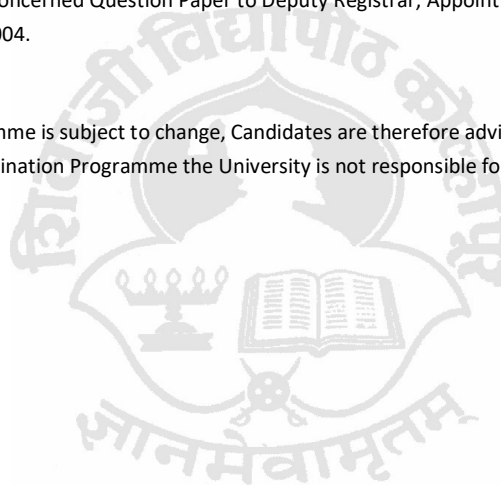 oncerned Question Paper to Deputy Registrar, Appoint
004.
mme is subject to change, Candidates are therefore advi
ination Programme the University is not responsible fo
शिवाजी विद्यापीठ कोल्हापूर
ज्ञानमेवामृतम्